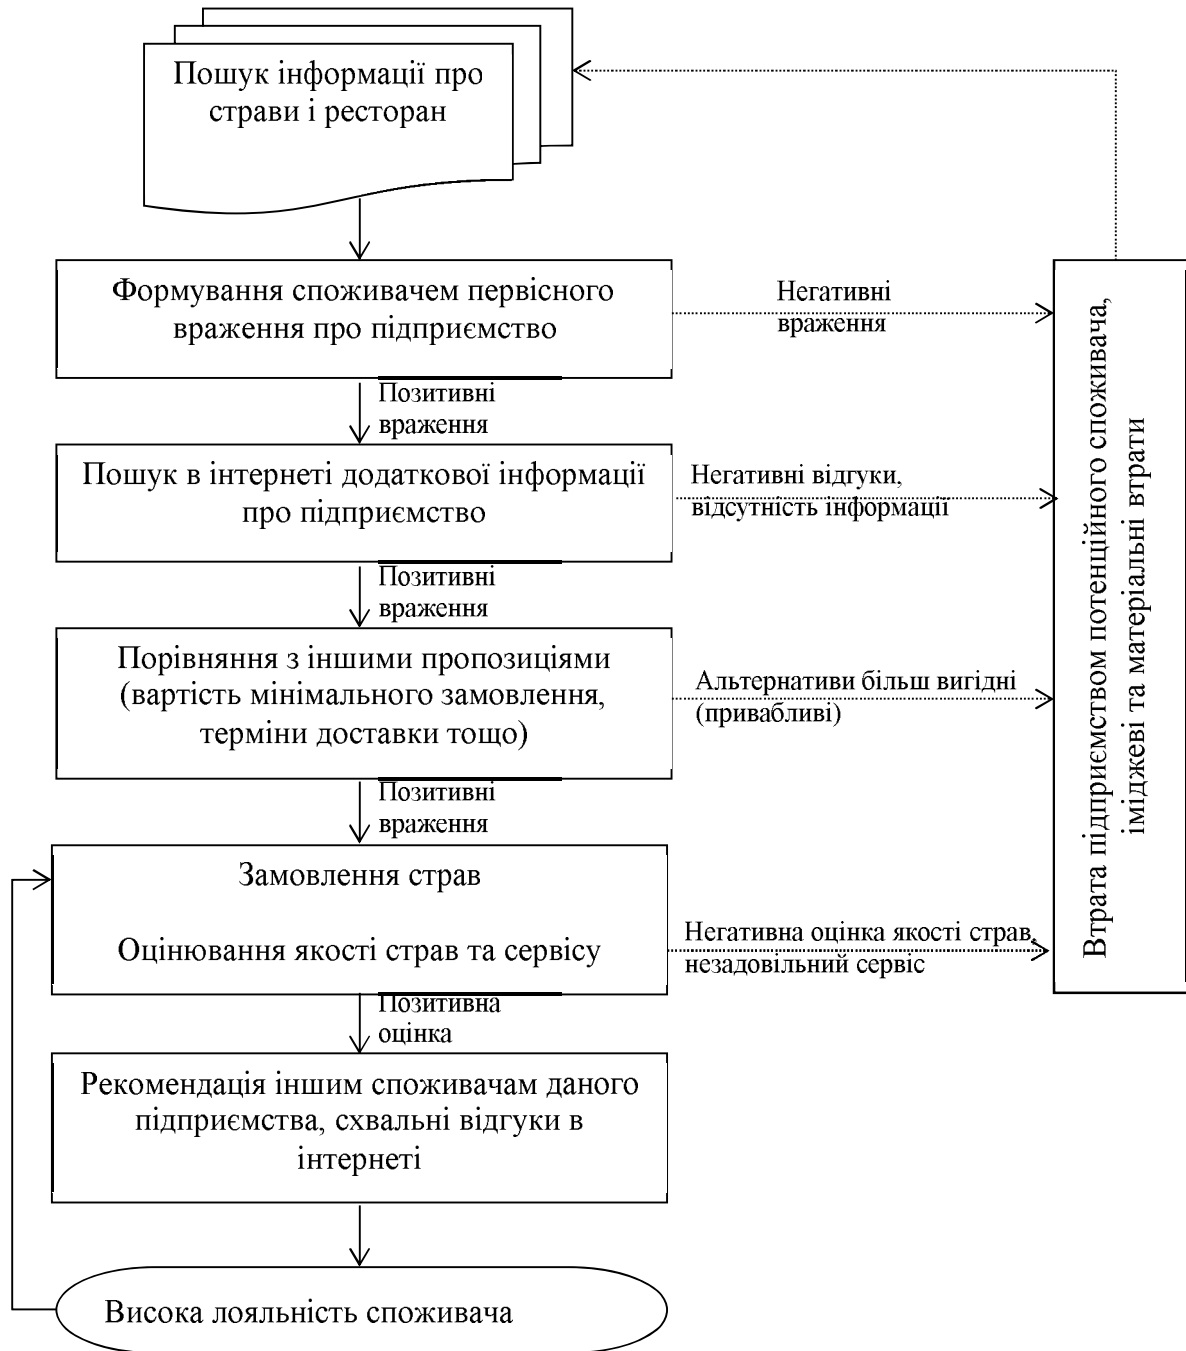 Пошук інформації про
страви і ресторан
Формування споживачем первісного
враження про підприємство
Негативні
враження
Позитивні
враження
Пошук в інтернеті додаткової інформації
про підприємство
Негативні відгуки,
відсутність інформації
Позитивні
враження
Порівняння з іншими пропозиціями
(вартість мінімального замовлення,
терміни доставки тощо)
Альтернативи більш вигідні
(привабливі)
Позитивні
враження
Замовлення страв
Оцінювання якості страв та сервісу
Негативна оцінка якості страв,
незадовільний сервіс
Позитивна
оцінка
Рекомендація іншим споживачам даного
підприємства, схвальні відгуки в
інтернеті
Висока лояльність споживача
Втрата підприємством потенційного споживача,
іміджеві та матеріальні втрати